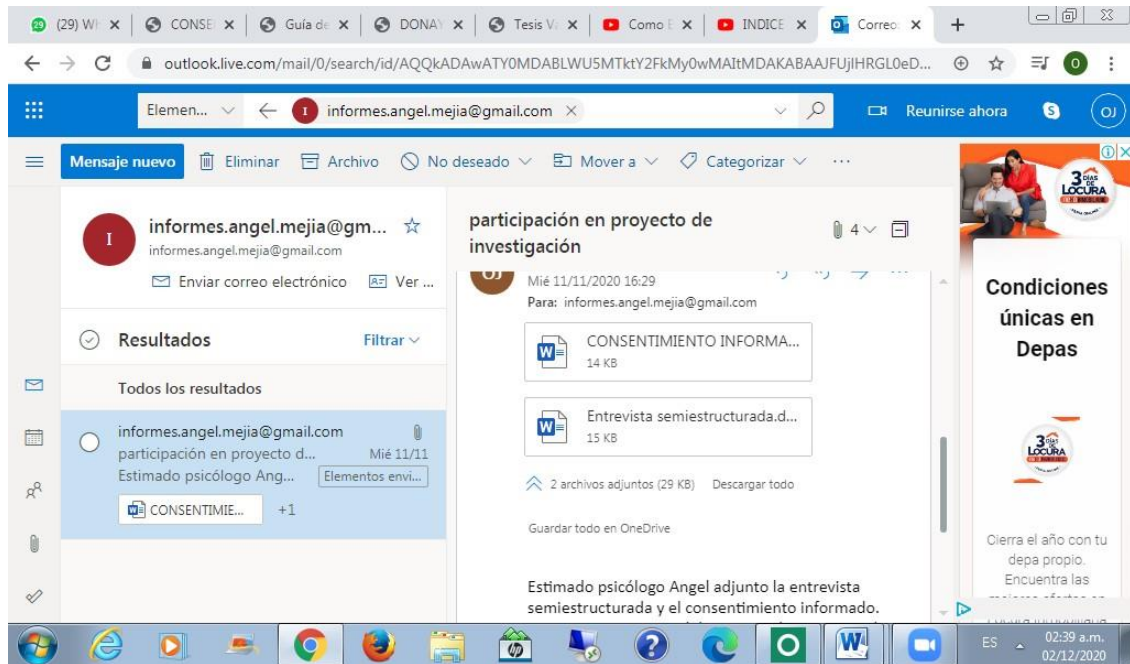 (29) Wh
CONSE
Guía de
DONAY
Tesis Va
Como E
INDICE
Correo:
outlook.live.com/mail/0/search/id/AQQkADAwATY0MDABLWU5MTktY2FkMy0wMAItMDAKABAAJFUjIHRGL0eD...
Elemen...
I
informes.angel.mejia@gmail.com
Reunirse ahora
OJ
Mensaje nuevo
Eliminar
Archivo
No deseado
Mover a
Categorizar
...
I
informes.angel.mejia@gm...
informes.angel.mejia@gmail.com
Enviar correo electrónico
Ver ...
Resultados
Filtrar
Todos los resultados
informes.angel.mejia@gmail.com
participación en proyecto d...
Mié 11/11
Estimado psicólogo Ang...
Elementos envi...
CONSENTIMIE...
+1
participación en proyecto de
investigación
4
OJ
Mié 11/11/2020 16:29
Para: informes.angel.mejia@gmail.com
CONSENTIMIENTO INFORMA...
14 KB
Entrevista semiestructurada.d...
15 KB
2 archivos adjuntos (29 KB)
Descargar todo
Guardar todo en OneDrive
Estimado psicólogo Angel adjunto la entrevista
semiestructurada y el consentimiento informado.
3 DÍAS
DE
LOCURA
Condiciones
únicas en
Depas
3 DÍAS
DE
LOCURA
Cierra el año con tu
depa propio.
Encuentra las
ES
02:39 a.m.
02/12/2020